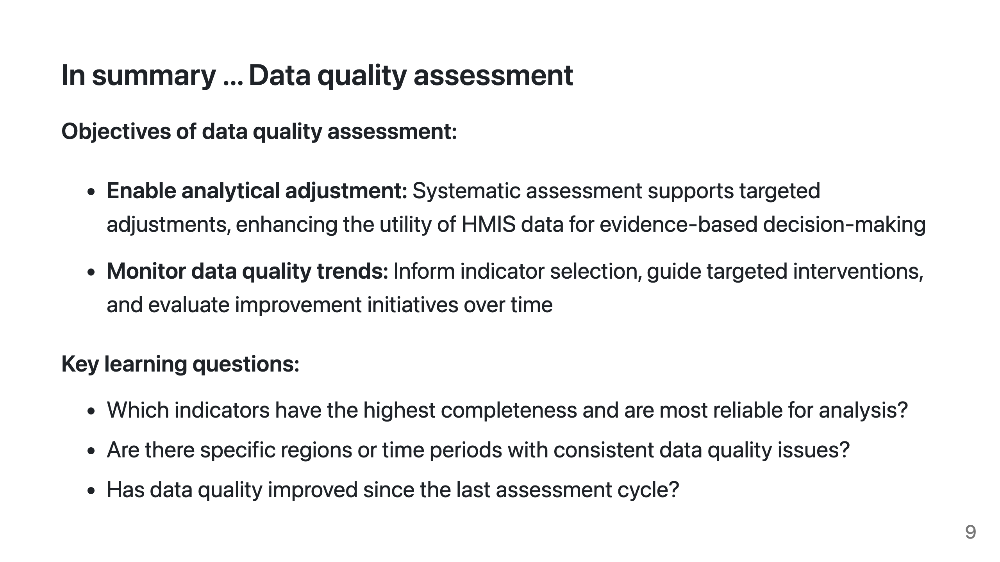 In summary ... Data quality assessment
Objectives of data quality assessment:
• Enable analytical adjustment: Systematic assessment supports targeted
adjustments, enhancing the utility of HMIS data for evidence-based decision-making
• Monitor data quality trends: Inform indicator selection, guide targeted interventions,
and evaluate improvement initiatives over time
Key learning questions:
• Which indicators have the highest completeness and are most reliable for analysis?
• Are there specific regions or time periods with consistent data quality issues?
• Has data quality improved since the last assessment cycle?
9